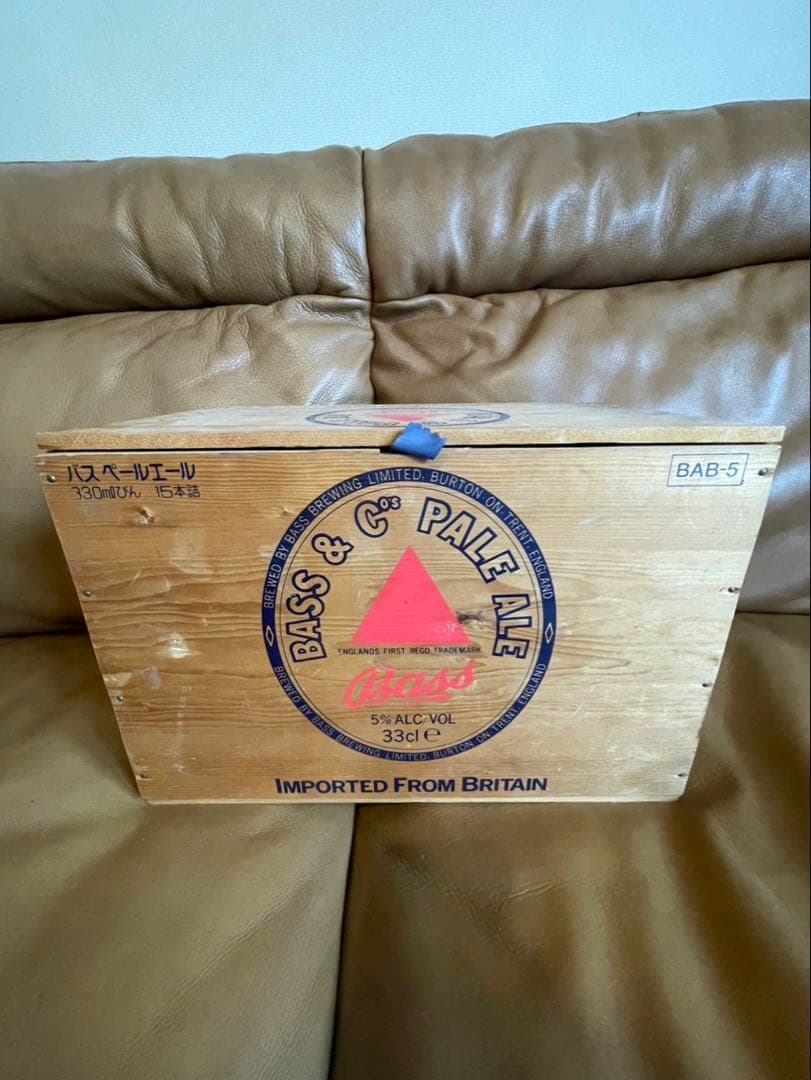 バスペールエール
330mlびん 15本詰
BAB-5
BREWED BY BASS BREWING LIMITED. BURTON-ON-TRENT. ENGLAND
BASS & Cº'S PALE ALE
ENGLANDS FIRST REGD. TRADEMARK
Bass
5% ALC/VOL
33cl ℮
BREWED BY BASS BREWING LIMITED. BURTON-ON-TRENT. ENGLAND
IMPORTED FROM BRITAIN